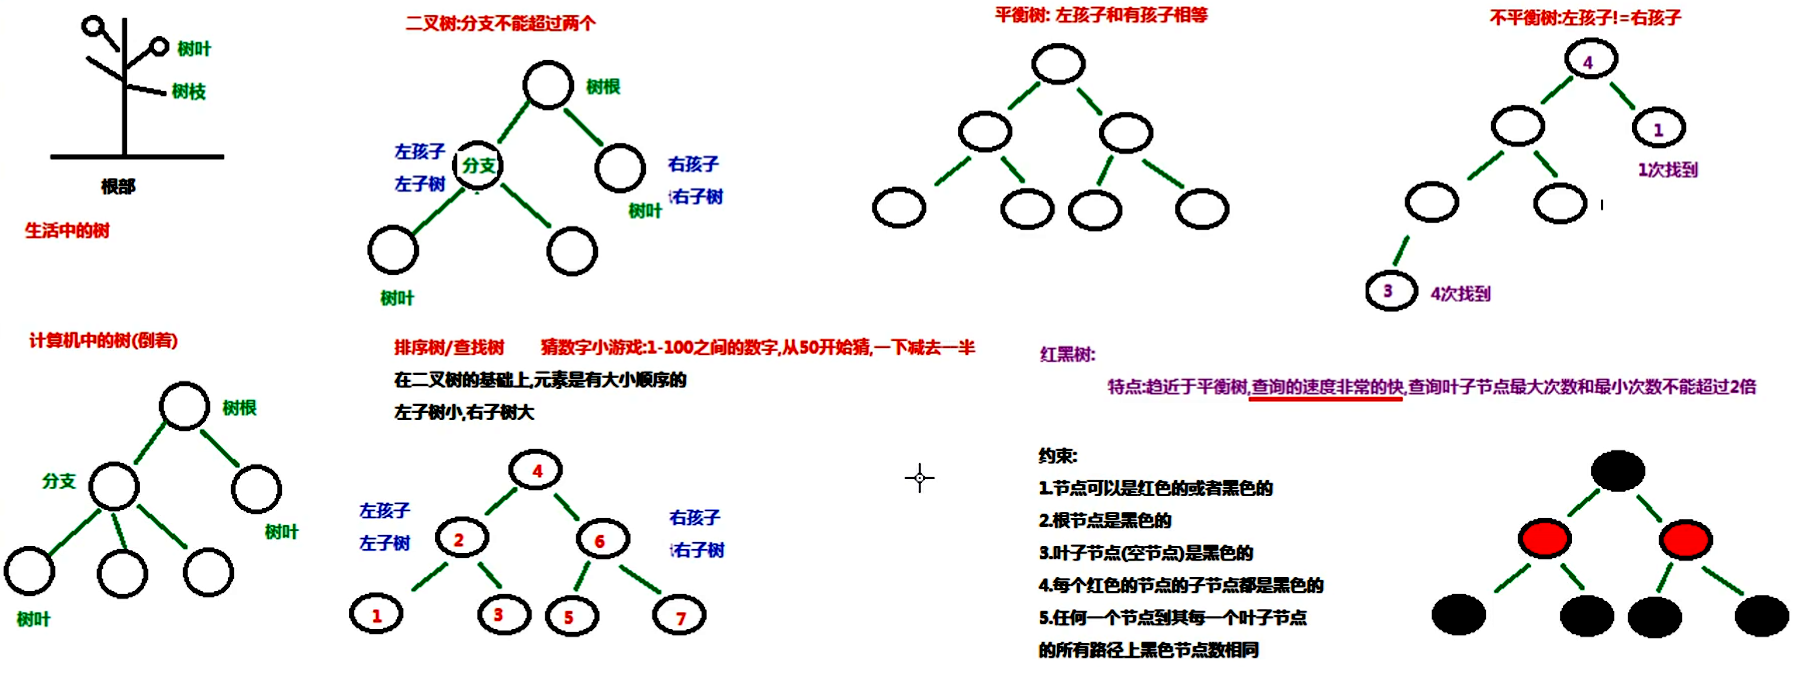 树叶
树枝
根部
生活中的树
二叉树:分支不能超过两个
树根
左孩子
左子树
分支
右孩子
右子树
树叶
树叶
平衡树: 左孩子和有孩子相等
不平衡树:左孩子!=右孩子
4
1
1次找到
3
4次找到
计算机中的树(倒着)
树根
分支
树叶
树叶
排序树/查找树 猜数字小游戏:1-100之间的数字,从50开始猜,一下减去一半
在二叉树的基础上,元素是有大小顺序的
左子树小,右子树大
4
左孩子
左子树
2
6
右孩子
右子树
1
3
5
7
红黑树:
特点:趋近于平衡树,查询的速度非常的快,查询叶子节点最大次数和最小次数不能超过2倍
约束:
1.节点可以是红色的或者黑色的
2.根节点是黑色的
3.叶子节点(空节点)是黑色的
4.每个红色的节点的子节点都是黑色的
5.任何一个节点到其每一个叶子节点
的所有路径上黑色节点数相同